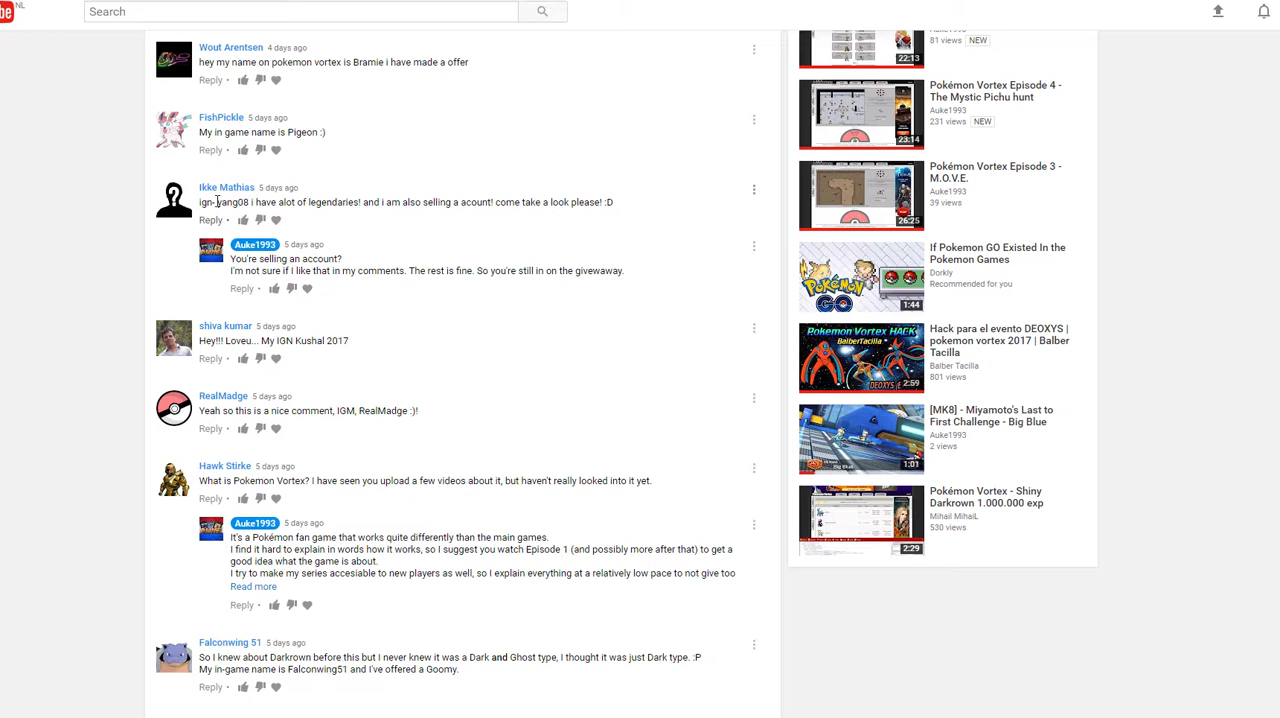 be
NL
Search
Wout Arentsen 4 days ago
hey my name on pokemon vortex is Bramie i have made a offer
Reply •
FishPickle 5 days ago
My in game name is Pigeon :)
Reply •
Ikke Mathias 5 days ago
i have alot of legendaries! and i am also selling a acount! come take a look please! :D
Reply •
Auke1993 5 days ago
You're selling an account?
I'm not sure if I like that in my comments. The rest is fine. So you're still in on the givewaway.
Reply •
shiva kumar 5 days ago
Hey!!! Loveu... My IGN Kushal 2017
Reply •
RealMadge 5 days ago
Yeah so this is a nice comment, IGM, RealMadge :)!
Reply •
Hawk Stirke 5 days ago
What is Pokemon Vortex? I have seen you upload a few videos about it, but haven't really looked into it yet.
Reply •
Auke1993 5 days ago
It's a Pokémon fan game that works quite differently than the main games.
I find it hard to explain in words how it works, so I suggest you watch Episode 1 (and possibly more after that) to get a
good idea what the game is about.
I try to make my series accesiable to new players as well, so I explain everything at a relatively low pace to not give too
Read more
Reply •
Falconwing 51 5 days ago
So I knew about Darkrown before this but I never knew it was a Dark and Ghost type, I thought it was just Dark type. :P
My in-game name is Falconwing51 and I've offered a Goomy.
Reply •
81 views NEW
22:13
Pokémon Vortex Episode 4 -
The Mystic Pichu hunt
Auke1993
231 views NEW
23:14
Pokémon Vortex Episode 3 -
M.O.V.E.
Auke1993
39 views
26:25
If Pokemon GO Existed In the
Pokemon Games
Dorkly
Recommended for you
POKéMON
GO
1:44
Hack para el evento DEOXYS |
pokemon vortex 2017 | Balber
Tacilla
Balber Tacilla
801 views
Pokemon Vortex HACK
BalberTacilla
DEOXYS
2:59
[MK8] - Miyamoto's Last to
First Challenge - Big Blue
Auke1993
2 views
Big Blue
1:01
Pokémon Vortex - Shiny
Darkrown 1.000.000 exp
Mihail MihaiL
530 views
2:29